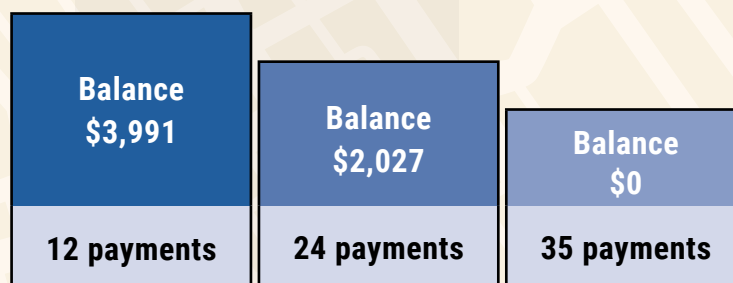 Balance
$3,991
12 payments
Balance
$2,027
24 payments
Balance
$0
35 payments